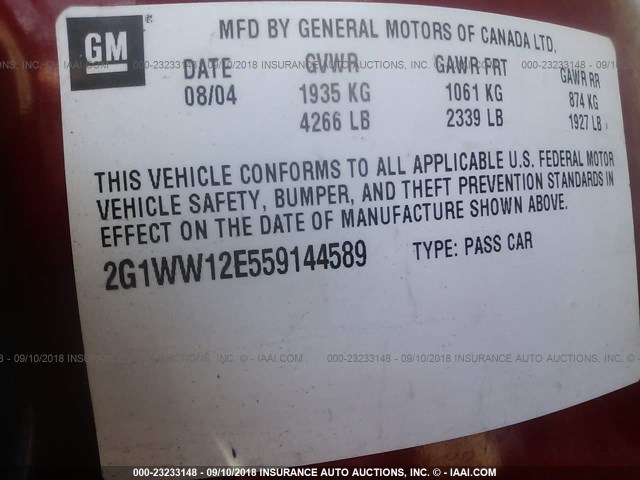 GM
MFD BY GENERAL MOTORS OF CANADA LTD.
DATE GVWR GAWR FRT GAWR RR
08/04 1935 KG 1061 KG 874 KG
4266 LB 2339 LB 1927 LB
THIS VEHICLE CONFORMS TO ALL APPLICABLE U.S. FEDERAL MOTOR
VEHICLE SAFETY, BUMPER, AND THEFT PREVENTION STANDARDS IN
EFFECT ON THE DATE OF MANUFACTURE SHOWN ABOVE.
2G1WW12E559144589 TYPE: PASS CAR
000-23233148 - 09/10/2018 INSURANCE AUTO AUCTIONS, INC. - © IAAI.COM